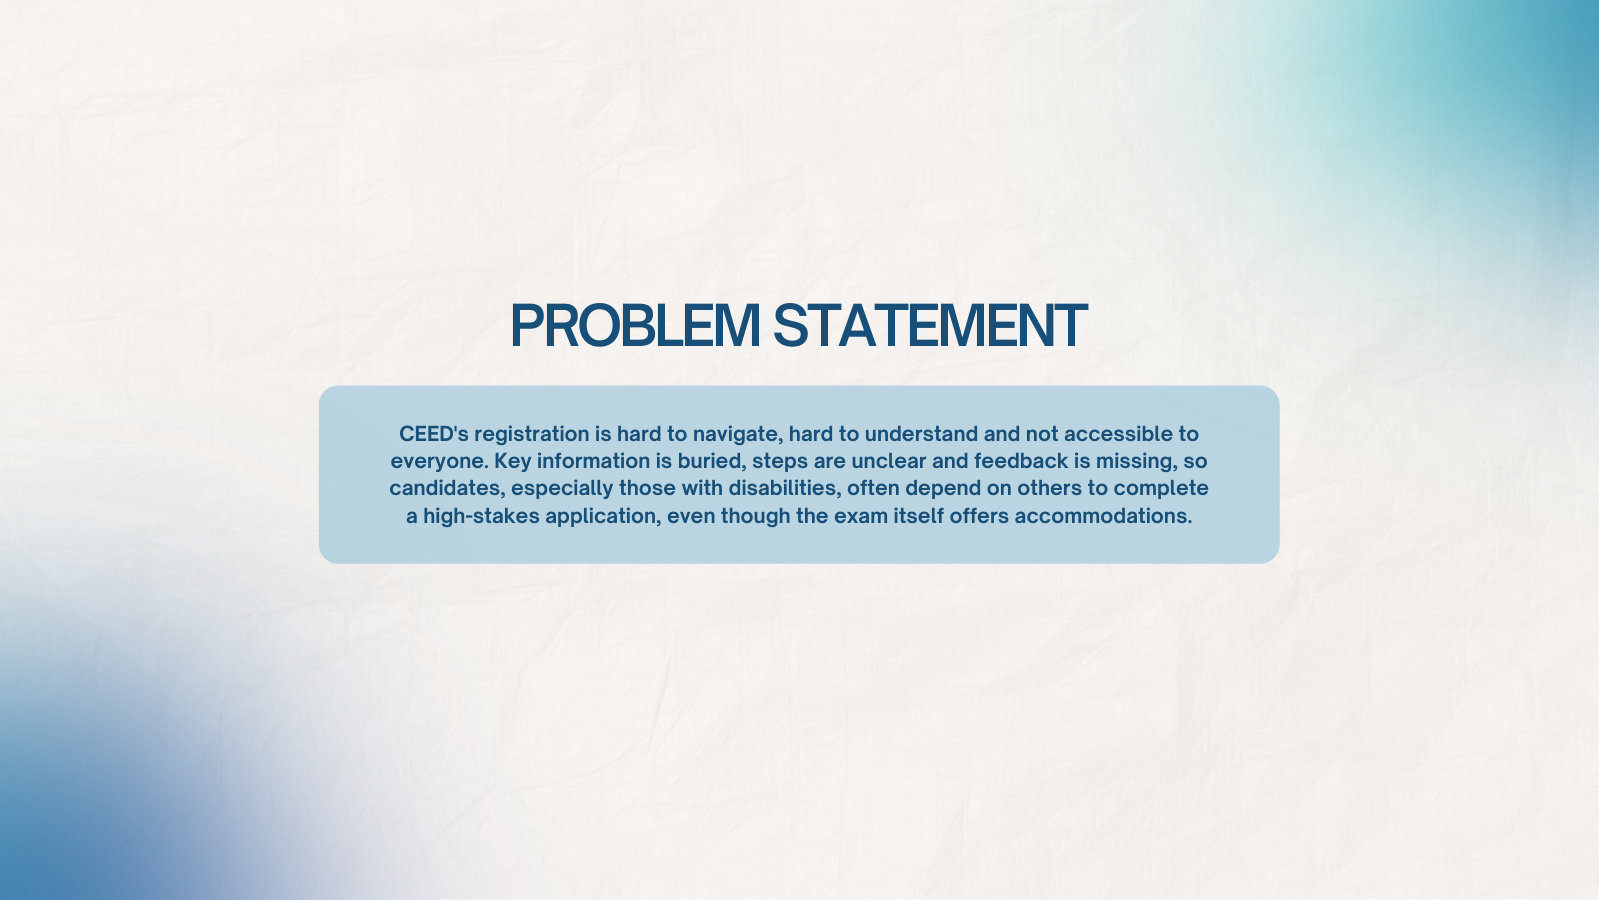 PROBLEM STATEMENT
CEED's registration is hard to navigate, hard to understand and not accessible to
everyone. Key information is buried, steps are unclear and feedback is missing, so
candidates, especially those with disabilities, often depend on others to complete
a high-stakes application, even though the exam itself offers accommodations.